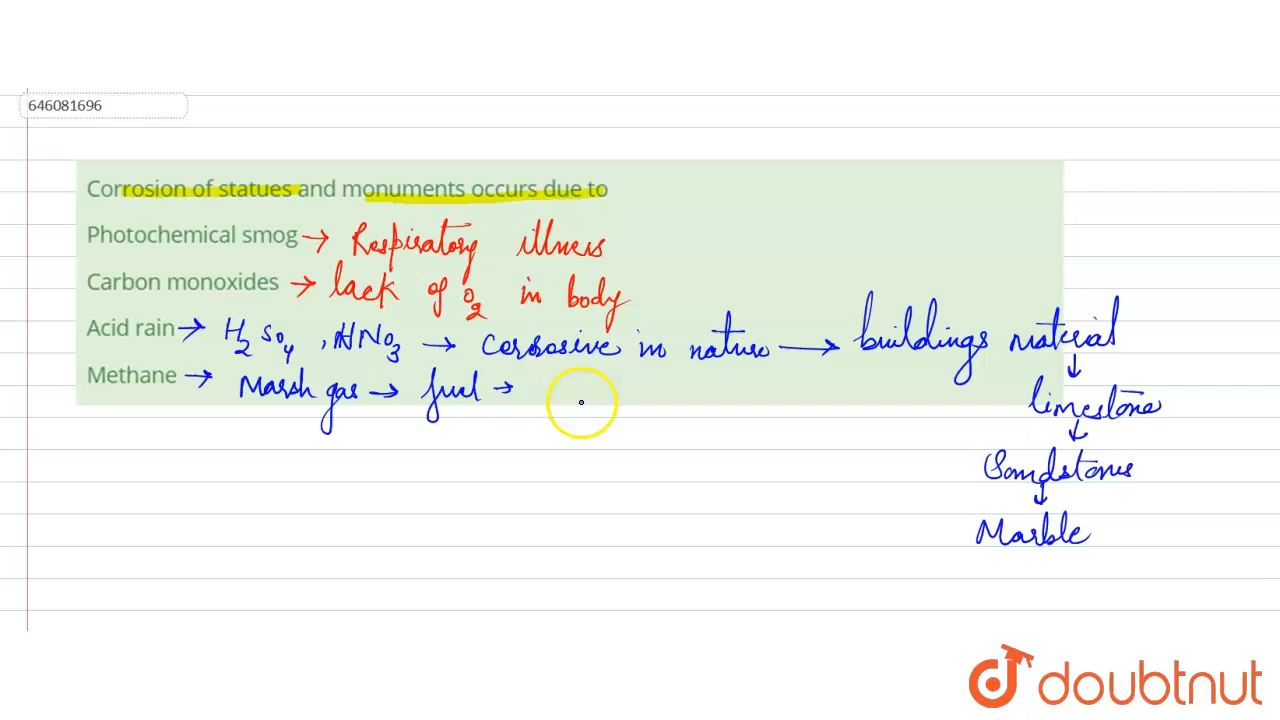 646081696
Corrosion of statues and monuments occurs due to
Photochemical smog → Respiratory illness
Carbon monoxides → lack of O2 in body
Acid rain → H2SO4, HNO3 → corrosive in nature → buildings material
↓
Methane → Marsh gas → fuel →
limestone
↓
Sandstones
↓
Marble
doubtnut